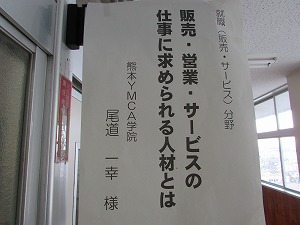 就職（販売・サービス）分野
販売・営業・サービスの
仕事に求められる人材とは
熊本YMCA学院
尾道　一幸　様